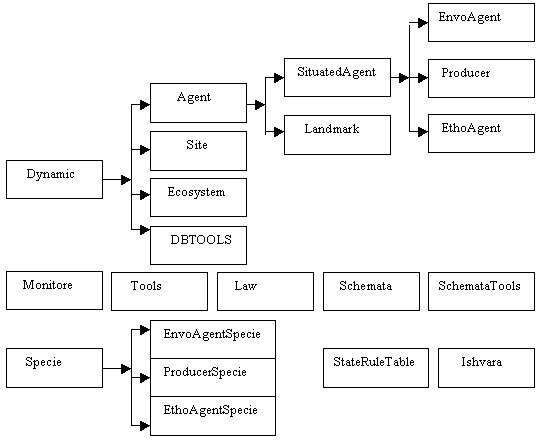 EnvoAgent
SituatedAgent
Producer
Agent
Landmark
EthoAgent
Site
Dynamic
Ecosystem
DBTOOLS
Monitore
Tools
Law
Schemata
SchemataTools
EnvoAgentSpecie
Specie
ProducerSpecie
StateRuleTable
Ishvara
EthoAgentSpecie